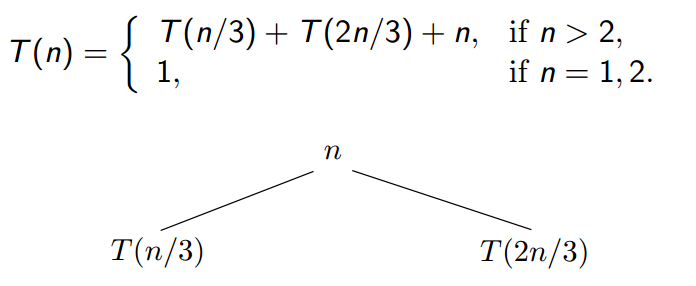 T(n) = { T(n/3) + T(2n/3) + n, if n > 2,
1, if n = 1, 2.
n
T(n/3) T(2n/3)